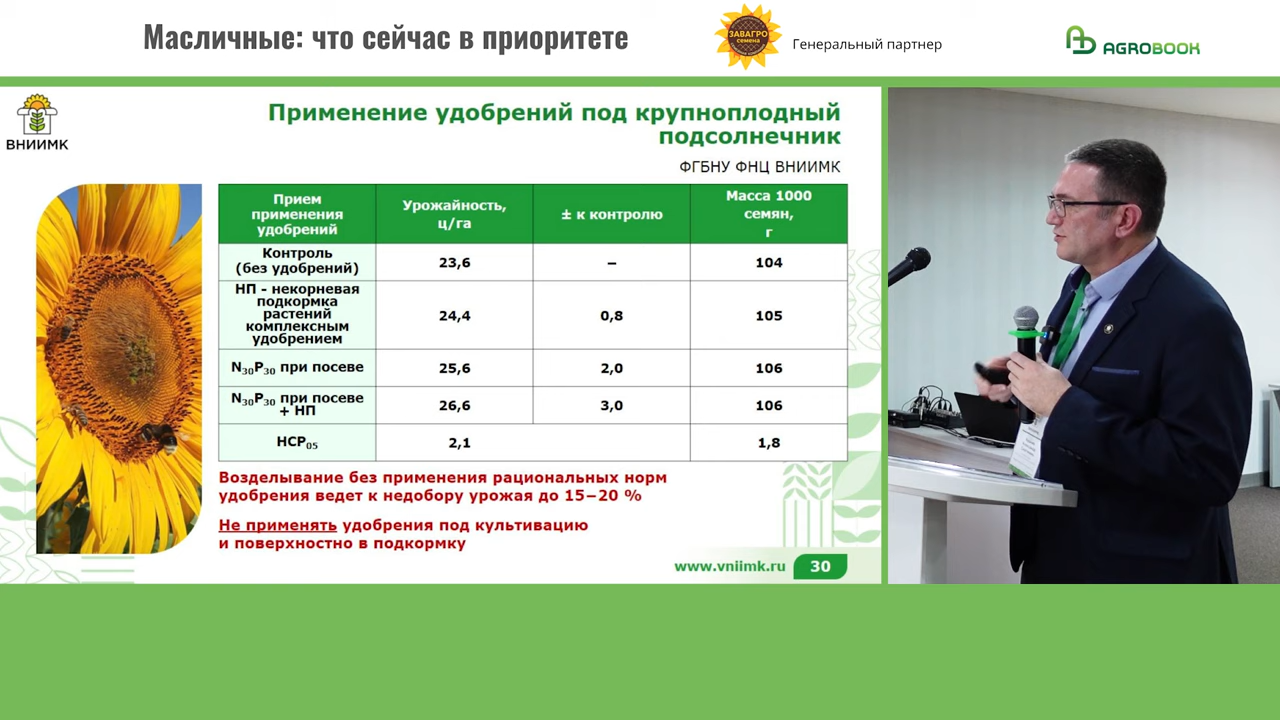 Масличные: что сейчас в приоритете
ЗАВАГРО
семена
Генеральный партнер
AGROBOOK
ВНИИМК
Применение удобрений под крупноплодный
подсолнечник
ФГБНУ ФНЦ ВНИИМК
Прием
применения
удобрений
Урожайность,
ц/га
± к контролю
Масса 1000
семян,
г
Контроль
(без удобрений)
23,6
–
104
НП - некорневая
подкормка
растений
комплексным
удобрением
24,4
0,8
105
N₃₀P₃₀ при посеве
25,6
2,0
106
N₃₀P₃₀ при посеве
+ НП
26,6
3,0
106
НСР₀₅
2,1
1,8
Возделывание без применения рациональных норм
удобрения ведет к недобору урожая до 15–20 %
Не применять удобрения под культивацию
и поверхностно в подкормку
www.vniimk.ru
30